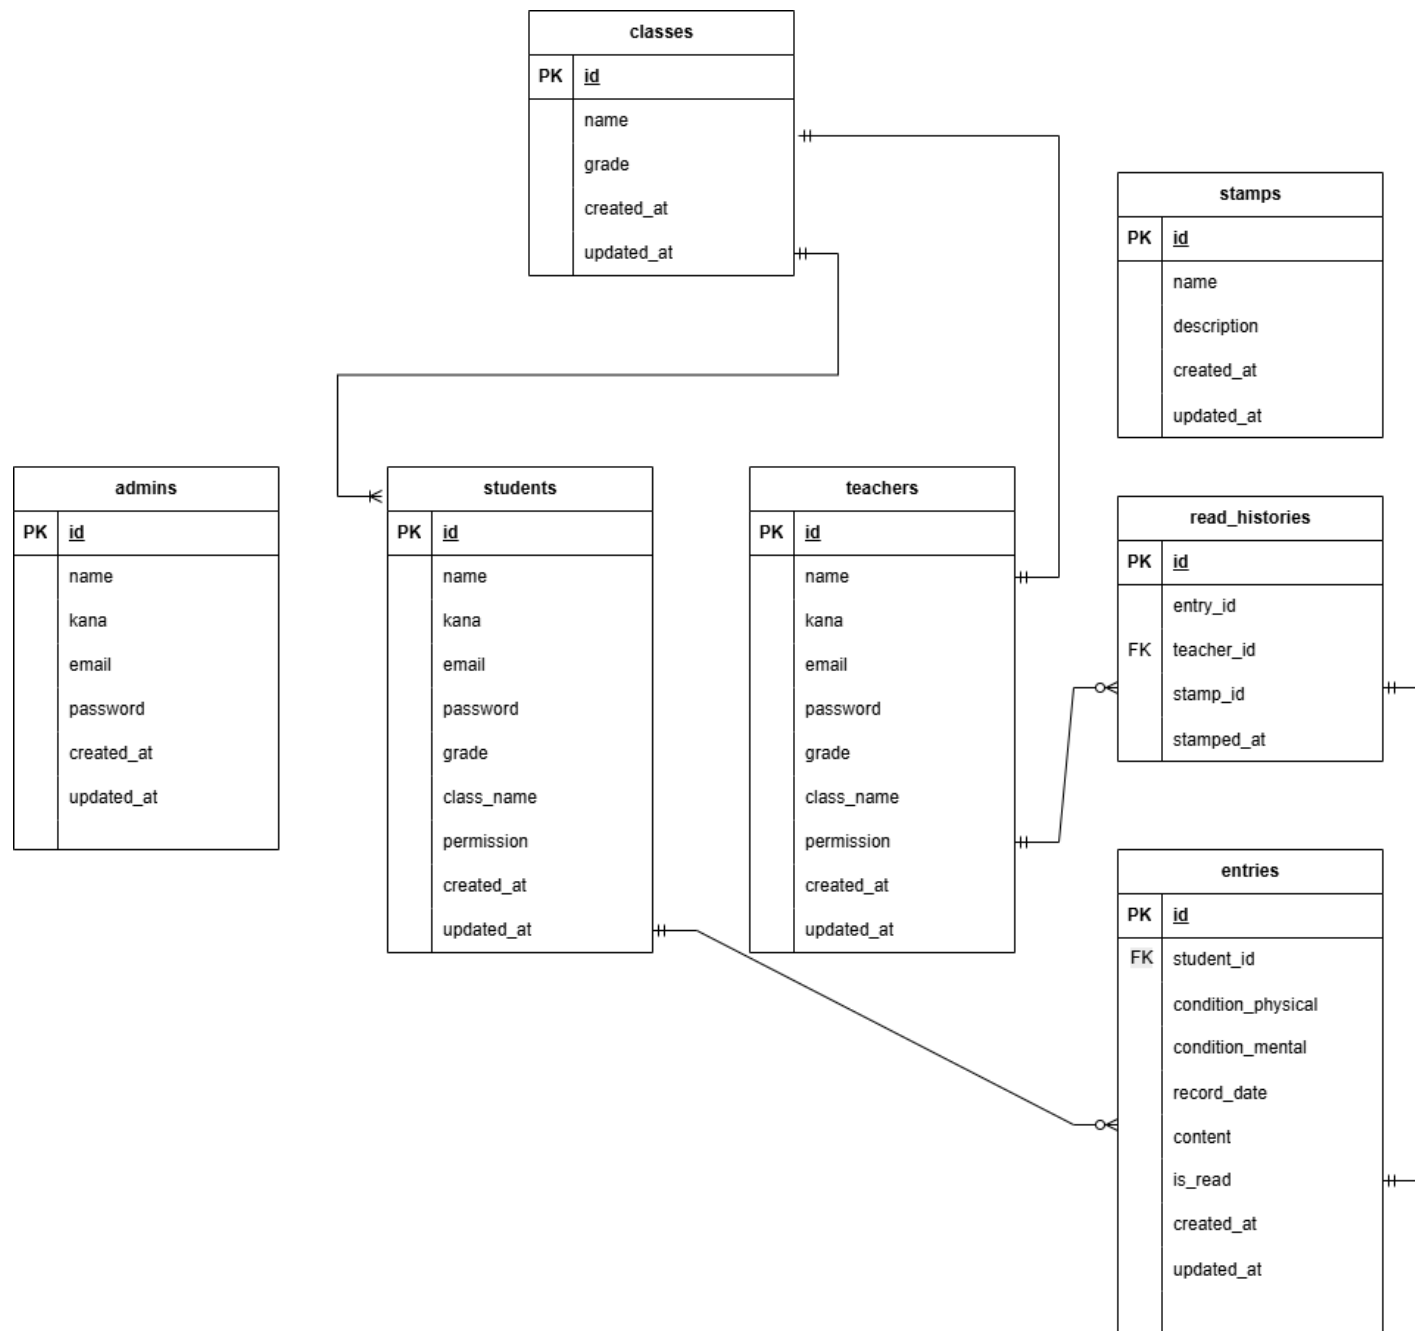 classes
PK id
name
grade
created_at
updated_at
stamps
PK id
name
description
created_at
updated_at
admins
PK id
name
kana
email
password
created_at
updated_at
students
PK id
name
kana
email
password
grade
class_name
permission
created_at
updated_at
teachers
PK id
name
kana
email
password
grade
class_name
permission
created_at
updated_at
read_histories
PK id
entry_id
FK teacher_id
stamp_id
stamped_at
entries
PK id
FK student_id
condition_physical
condition_mental
record_date
content
is_read
created_at
updated_at